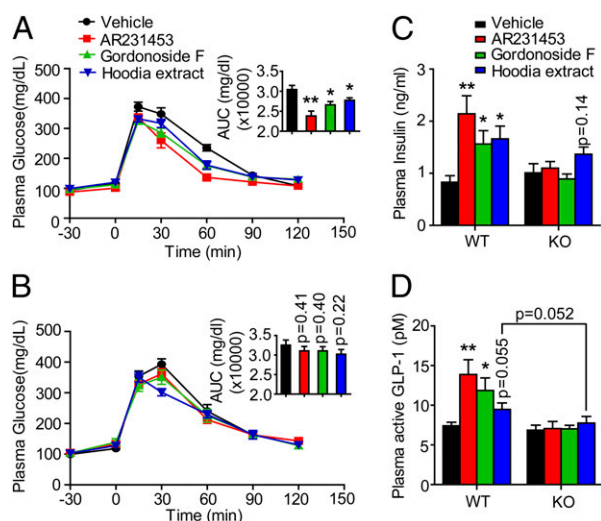 A
Vehicle
AR231453
Gordonoside F
Hoodia extract
Plasma Glucose(mg/dL)
500
400
300
200
100
0
-30 0 30 60 90 120 150
Time (min)
AUC (mg/dl)
(x10000)
3.5
3.0
2.5
2.0
** * *
B
Plasma Glucose(mg/dL)
500
400
300
200
100
0
-30 0 30 60 90 120 150
Time (min)
AUC (mg/dl)
(x10000)
3.5
3.0
2.5
2.0
p=0.41
p=0.40
p=0.22
C
Vehicle
AR231453
Gordonoside F
Hoodia extract
Plasma Insulin (ng/ml)
3
2
1
0
** * *
p=0.14
WT KO
D
Plasma active GLP-1 (pM)
20
15
10
5
0
** *
p=0.055
p=0.052
WT KO